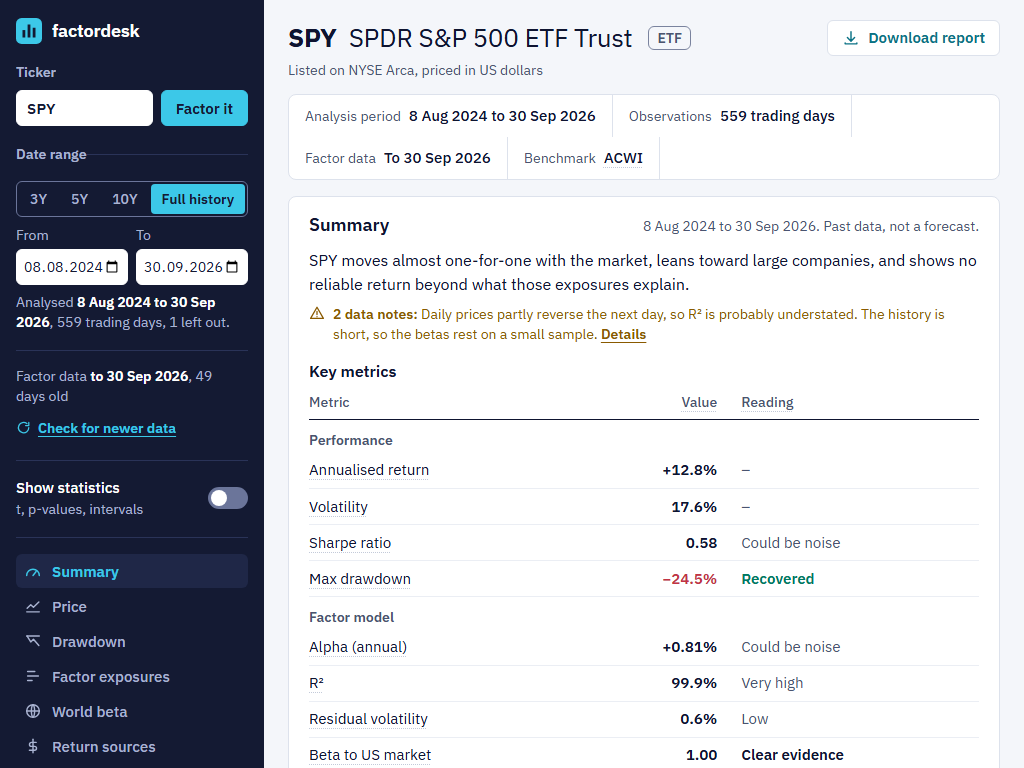 factordesk
Ticker
SPY
Factor it
Date range
3Y 5Y 10Y Full history
From To
08.08.2024 30.09.2026
Analysed 8 Aug 2024 to 30 Sep
2026, 559 trading days, 1 left out.
Factor data to 30 Sep 2026, 49
days old
Check for newer data
Show statistics
t, p-values, intervals
Summary
Price
Drawdown
Factor exposures
World beta
Return sources
SPY SPDR S&P 500 ETF Trust ETF
Download report
Listed on NYSE Arca, priced in US dollars
Analysis period 8 Aug 2024 to 30 Sep 2026 Observations 559 trading days
Factor data To 30 Sep 2026 Benchmark ACWI
Summary 8 Aug 2024 to 30 Sep 2026. Past data, not a forecast.
SPY moves almost one-for-one with the market, leans toward large companies, and shows no
reliable return beyond what those exposures explain.
2 data notes: Daily prices partly reverse the next day, so R² is probably understated. The history is
short, so the betas rest on a small sample. Details
Key metrics
Metric Value Reading
Performance
Annualised return +12.8% –
Volatility 17.6% –
Sharpe ratio 0.58 Could be noise
Max drawdown −24.5% Recovered
Factor model
Alpha (annual) +0.81% Could be noise
R² 99.9% Very high
Residual volatility 0.6% Low
Beta to US market 1.00 Clear evidence